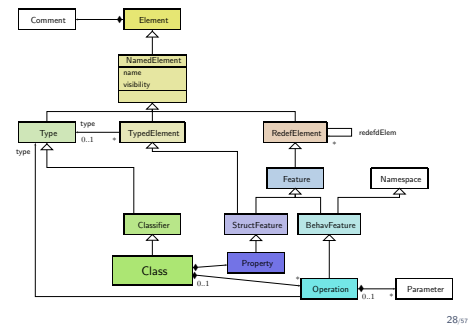 Comment
Element
NamedElement
name
visibility
Type
type
0..1
*
TypedElement
RedefElement
redefdElem
*
type
Feature
Namespace
Classifier
StructFeature
BehavFeature
Class
Property
0..1
*
Operation
0..1
*
Parameter
28/57